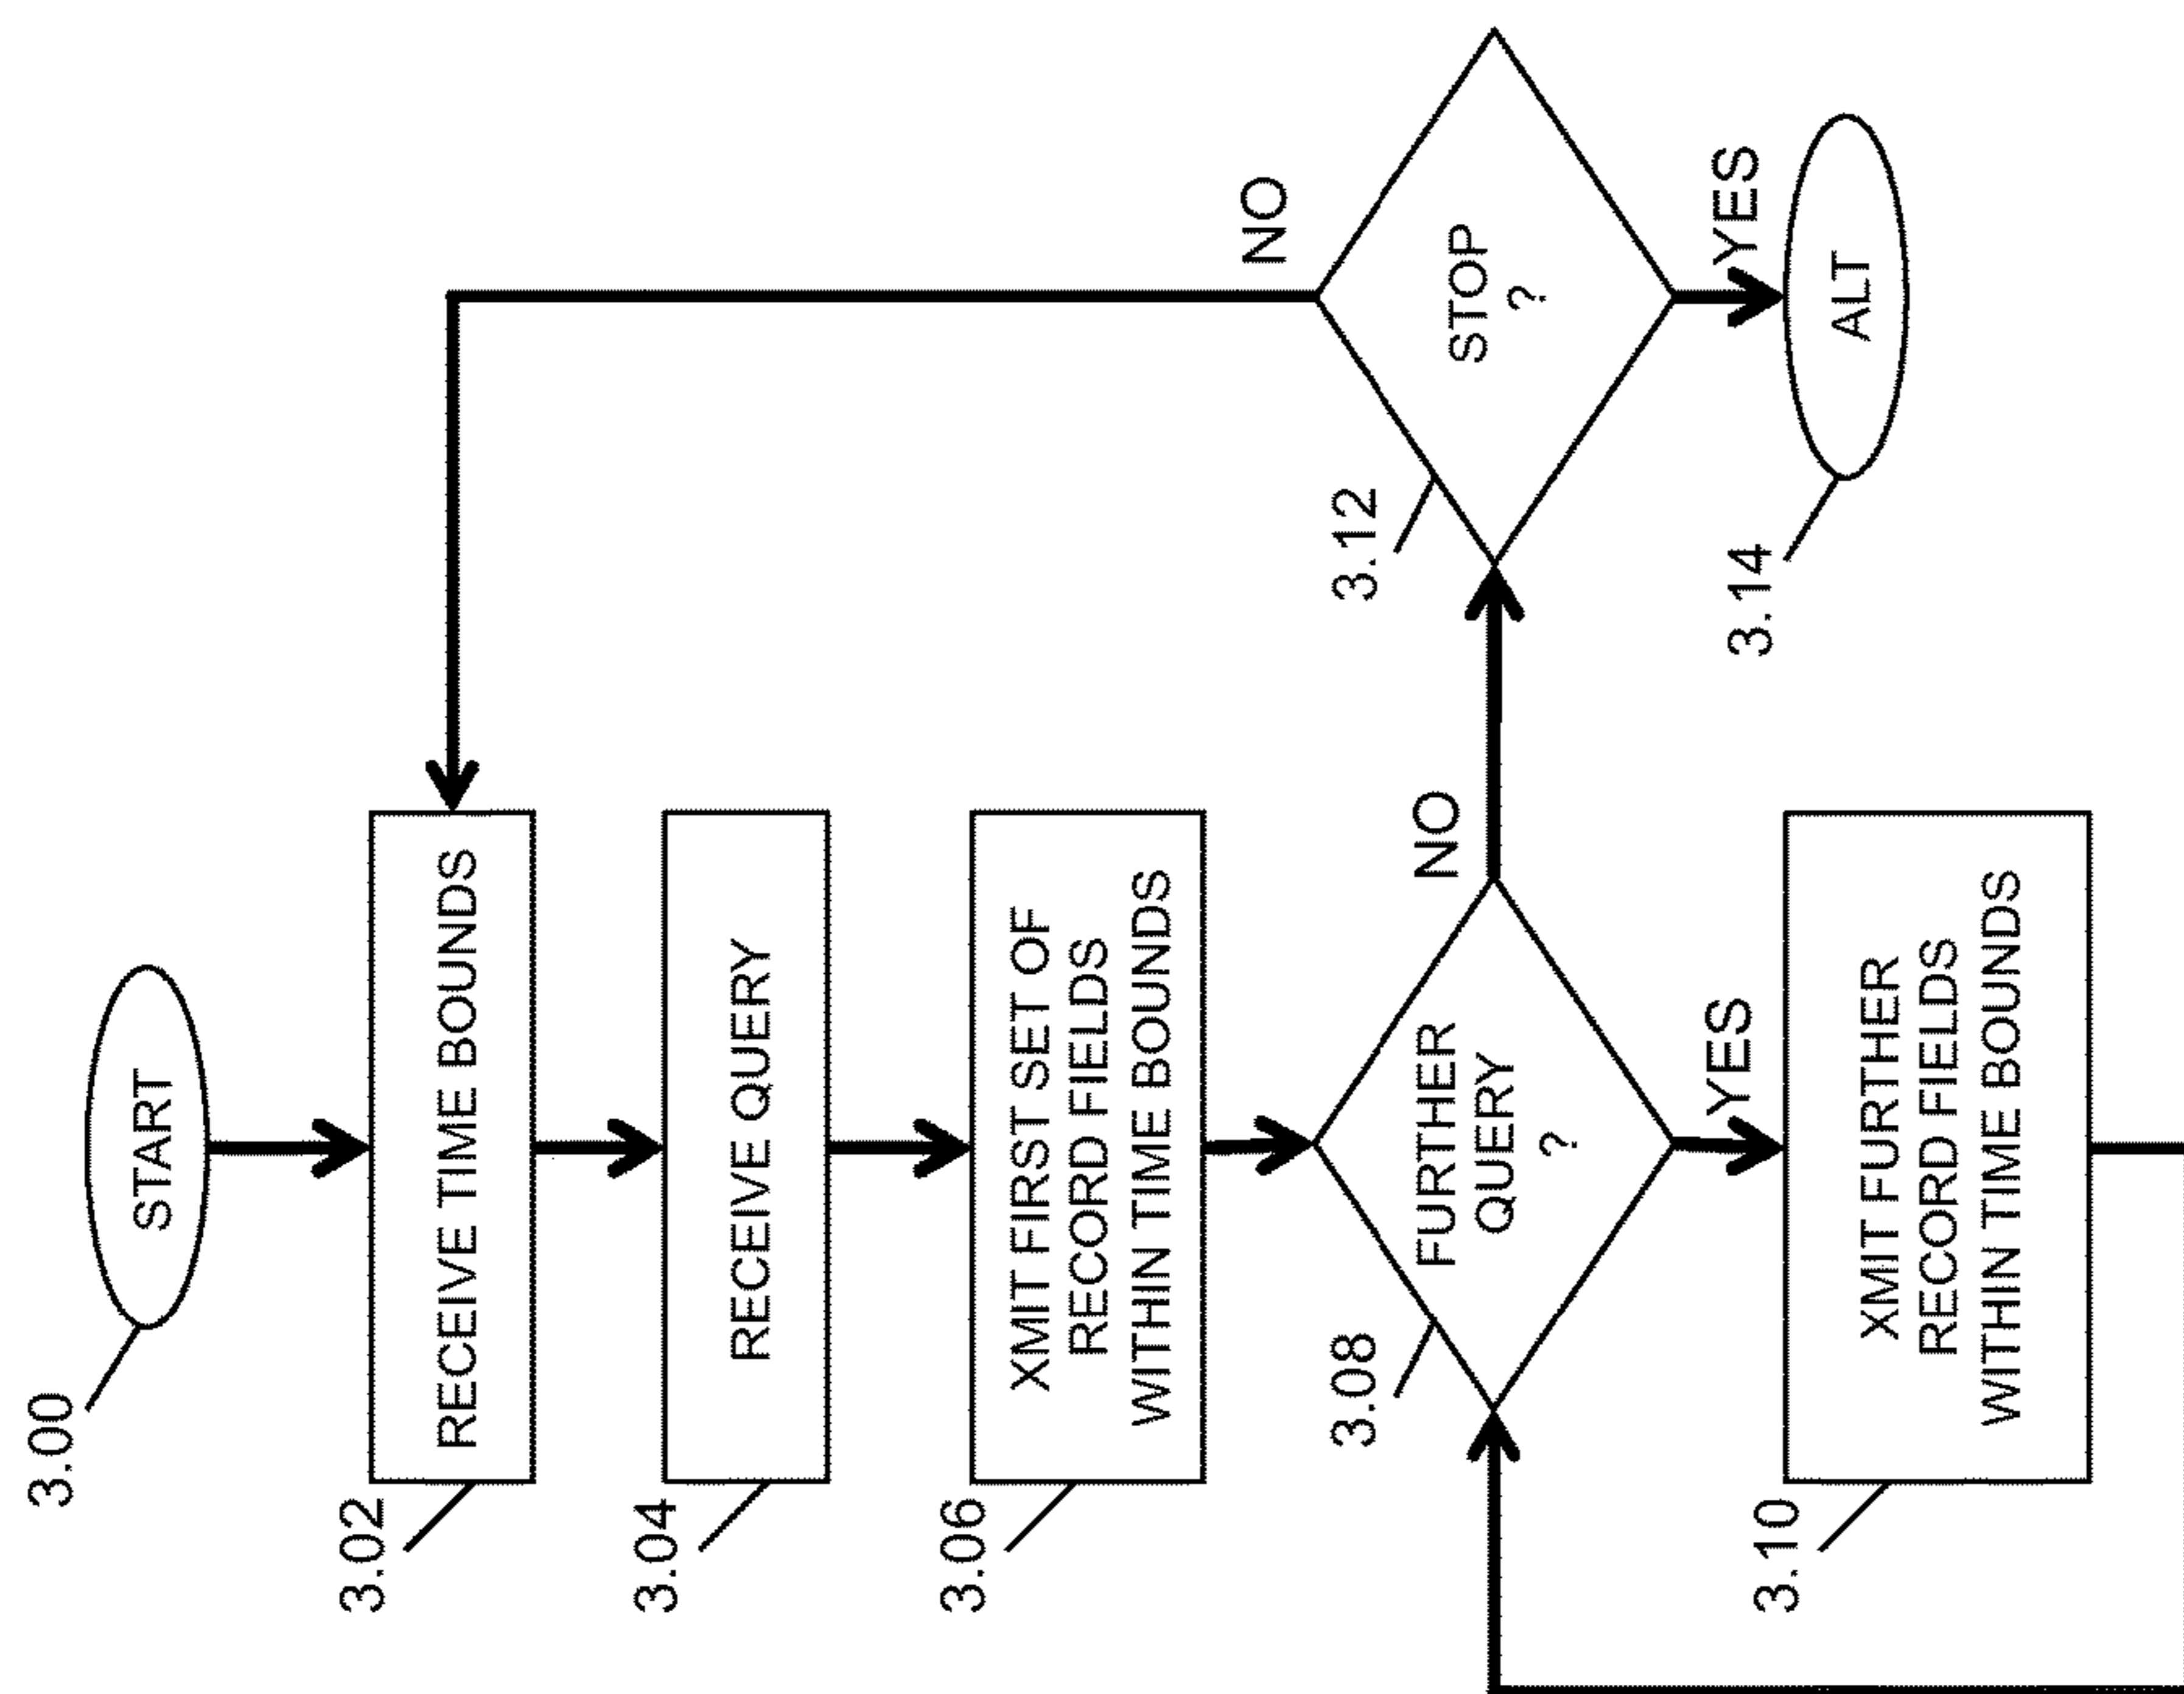 3.00
START
3.02
RECEIVE TIME BOUNDS
3.04
RECEIVE QUERY
3.06
XMIT FIRST SET OF
RECORD FIELDS
WITHIN TIME BOUNDS
3.08
FURTHER
QUERY
?
NO
YES
3.10
XMIT FURTHER
RECORD FIELDS
WITHIN TIME BOUNDS
3.12
STOP
?
NO
YES
3.14
ALT